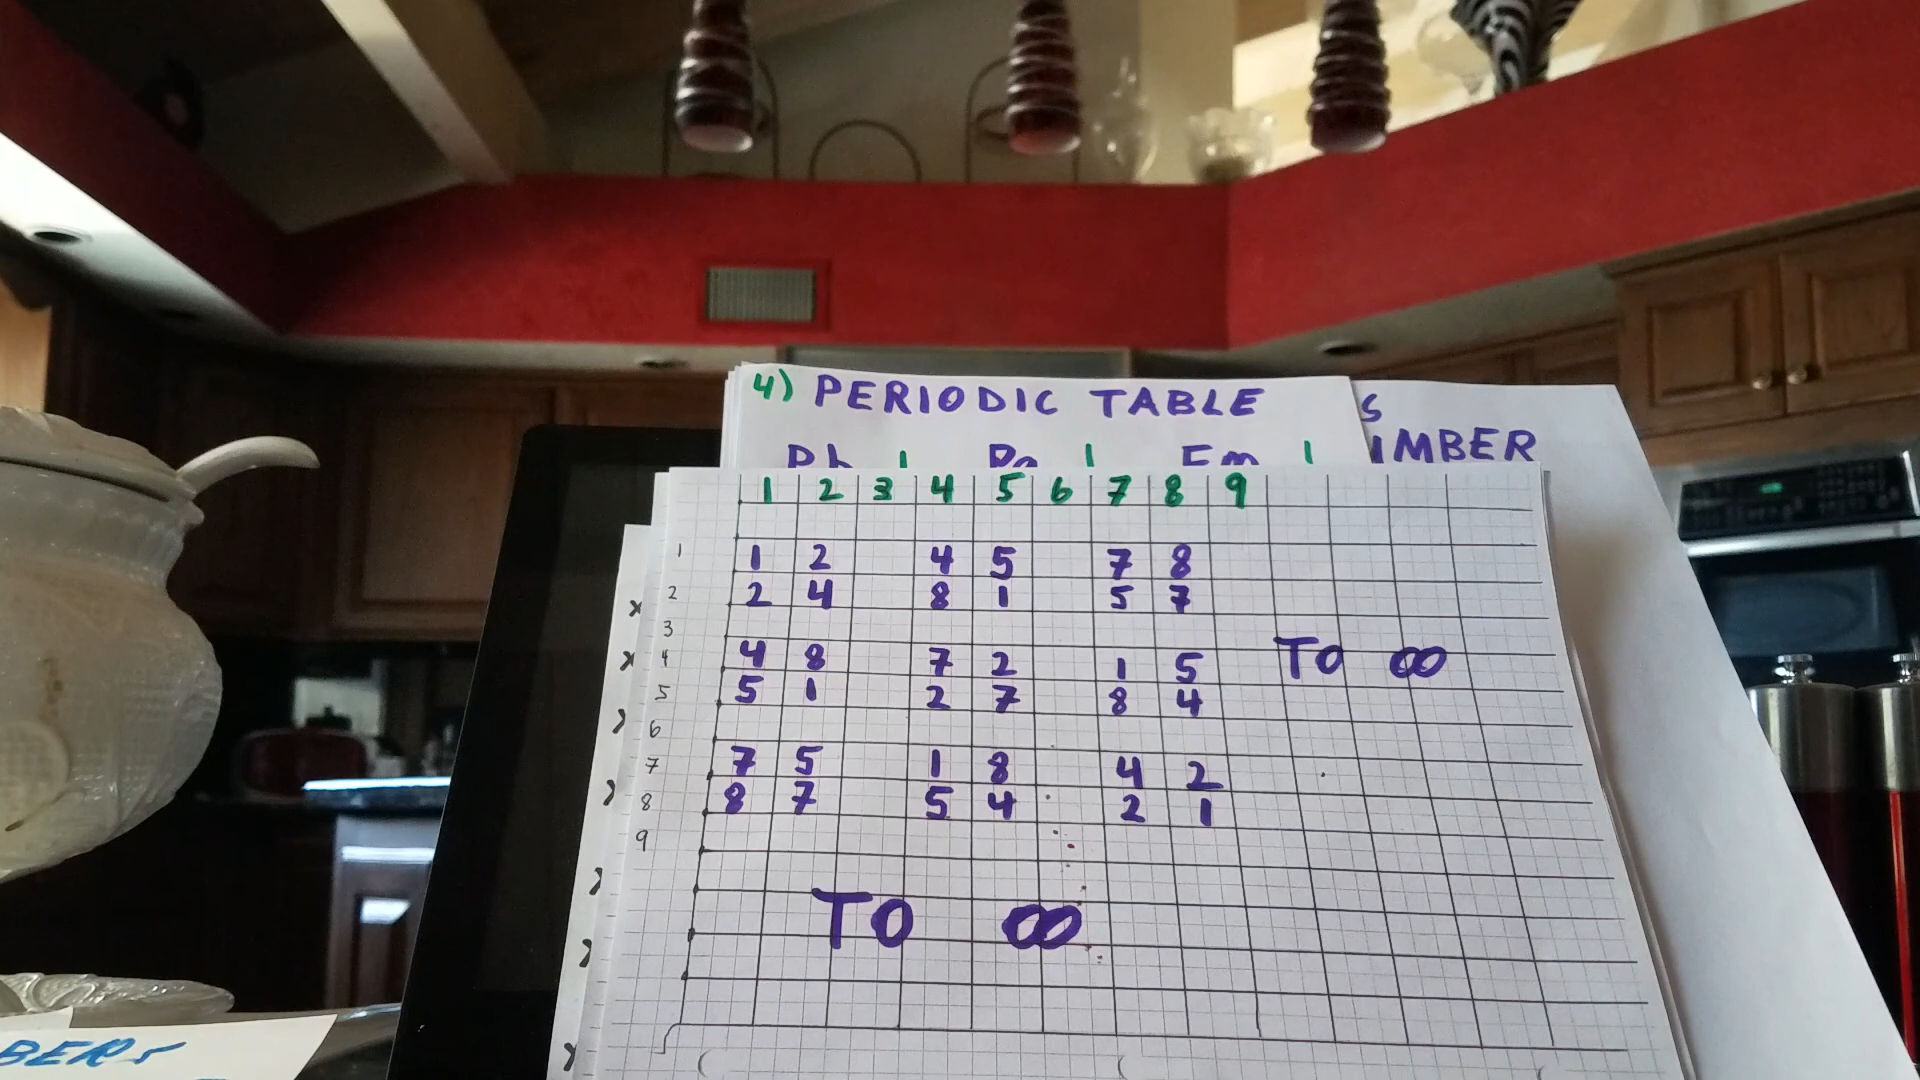 4) PERIODIC TABLE
S
IMBER
1 2 3 4 5 6 7 8 9
1 1 2 4 5 7 8
2 2 4 8 1 5 7
3
4 4 8 7 2 1 5 TO ∞
5 5 1 2 7 8 4
6
7 7 5 1 8 4 2
8 8 7 5 4 2 1
9
TO ∞
BERS